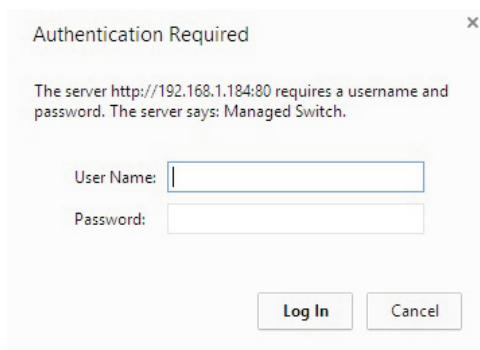 Authentication Required
The server http://192.168.1.184:80 requires a username and
password. The server says: Managed Switch.
User Name:
Password:
Log In
Cancel